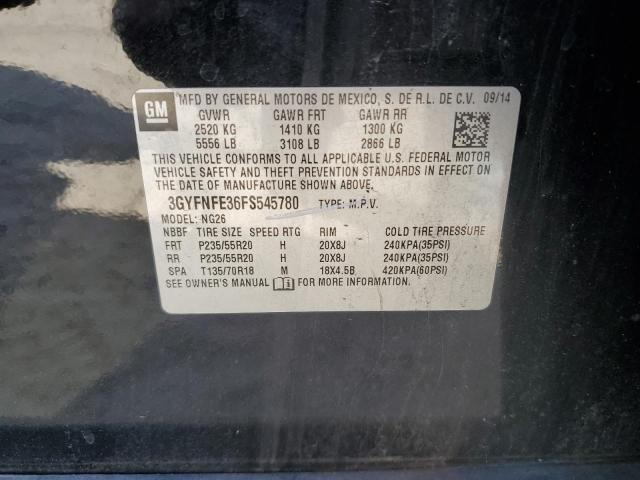 GM MFD BY GENERAL MOTORS DE MEXICO, S. DE R.L. DE C.V. 09/14
GVWR GAWR FRT GAWR RR
2520 KG 1410 KG 1300 KG
5556 LB 3108 LB 2866 LB
THIS VEHICLE CONFORMS TO ALL APPLICABLE U.S. FEDERAL MOTOR
VEHICLE SAFETY AND THEFT PREVENTION STANDARDS IN EFFECT ON
THE DATE OF MANUFACTURE SHOWN ABOVE.
3GYFNFE36FS545780 TYPE: M.P.V.
MODEL: NG26
NBBF TIRE SIZE SPEED RTG RIM COLD TIRE PRESSURE
FRT P235/55R20 H 20X8J 240KPA(35PSI)
RR P235/55R20 H 20X8J 240KPA(35PSI)
SPA T135/70R18 M 18X4.5B 420KPA(60PSI)
SEE OWNER'S MANUAL FOR MORE INFORMATION.